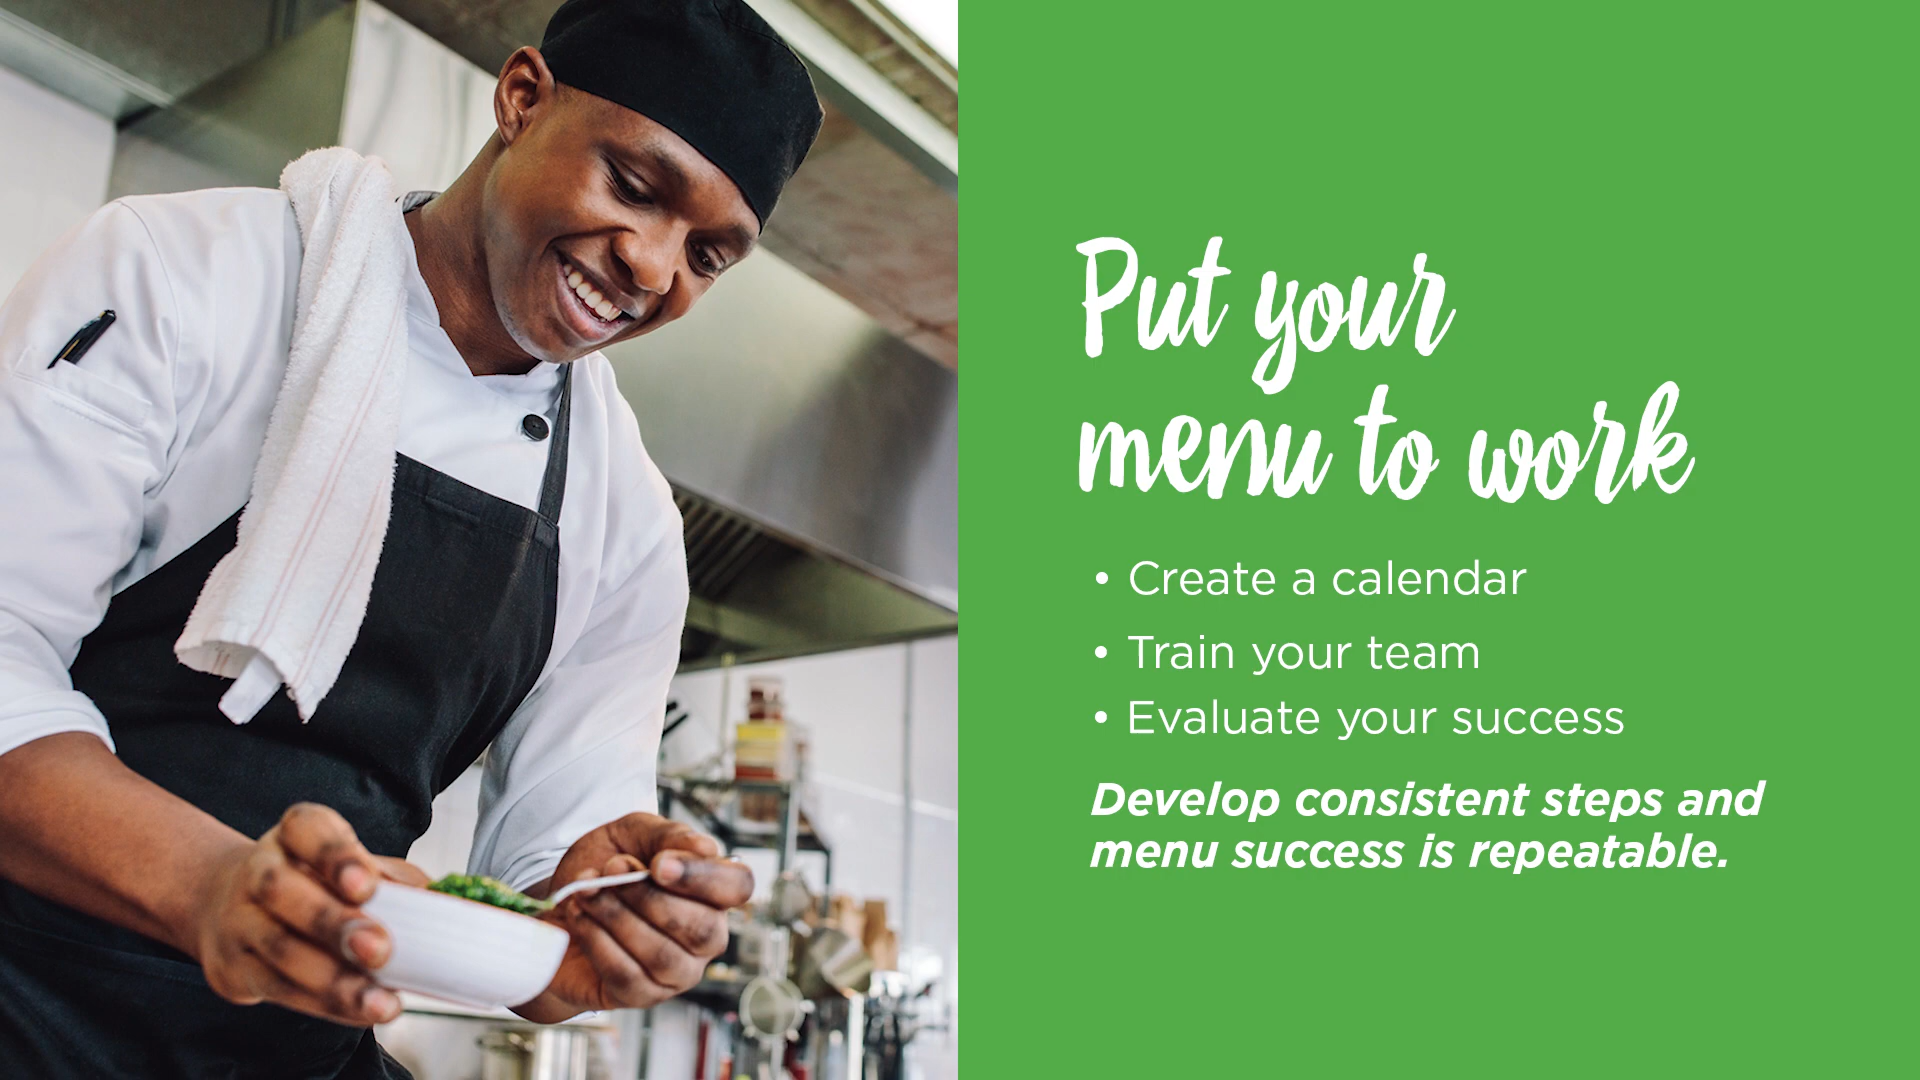 Put your
menu to work
• Create a calendar
• Train your team
• Evaluate your success
Develop consistent steps and
menu success is repeatable.